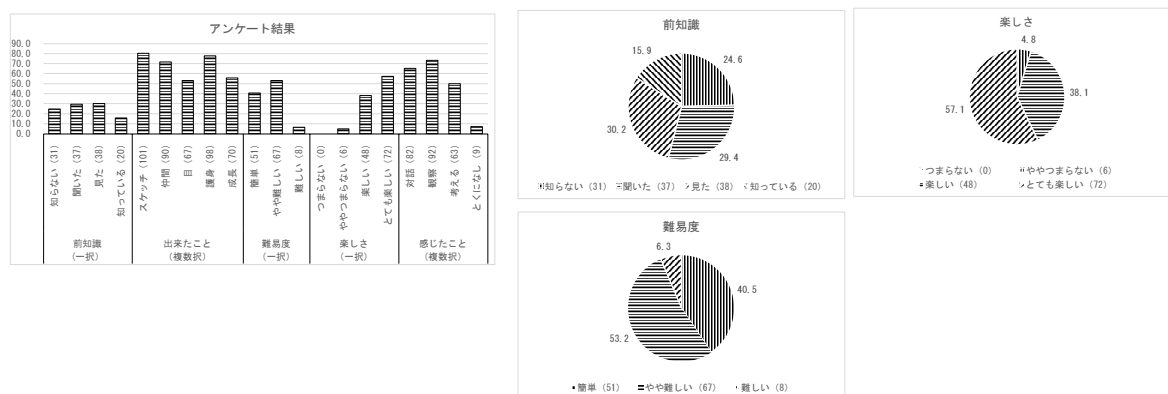 アンケート結果
90.0
80.0
70.0
60.0
50.0
40.0
30.0
20.0
10.0
0.0
知らない (31)
聞いた (37)
見た (38)
知っている (20)
スケッチ (101)
仲間 (90)
目 (67)
護身 (98)
成長 (70)
簡単 (51)
やや難しい (67)
難しい (8)
つまらない (0)
ややつまらない (6)
楽しい (48)
とても楽しい (72)
対話 (82)
観察 (92)
考える (63)
とくになし (9)
前知識 出来たこと 難易度 楽しさ 感じたこと
(一択) (複数択) (一択) (一択) (複数択)
前知識
15.9 24.6
30.2
29.4
知らない (31) 聞いた (37) 見た (38) 知っている (20)
楽しさ
4.8
38.1
57.1
つまらない (0) ややつまらない (6)
楽しい (48) とても楽しい (72)
難易度
6.3
40.5
53.2
簡単 (51) やや難しい (67) 難しい (8)